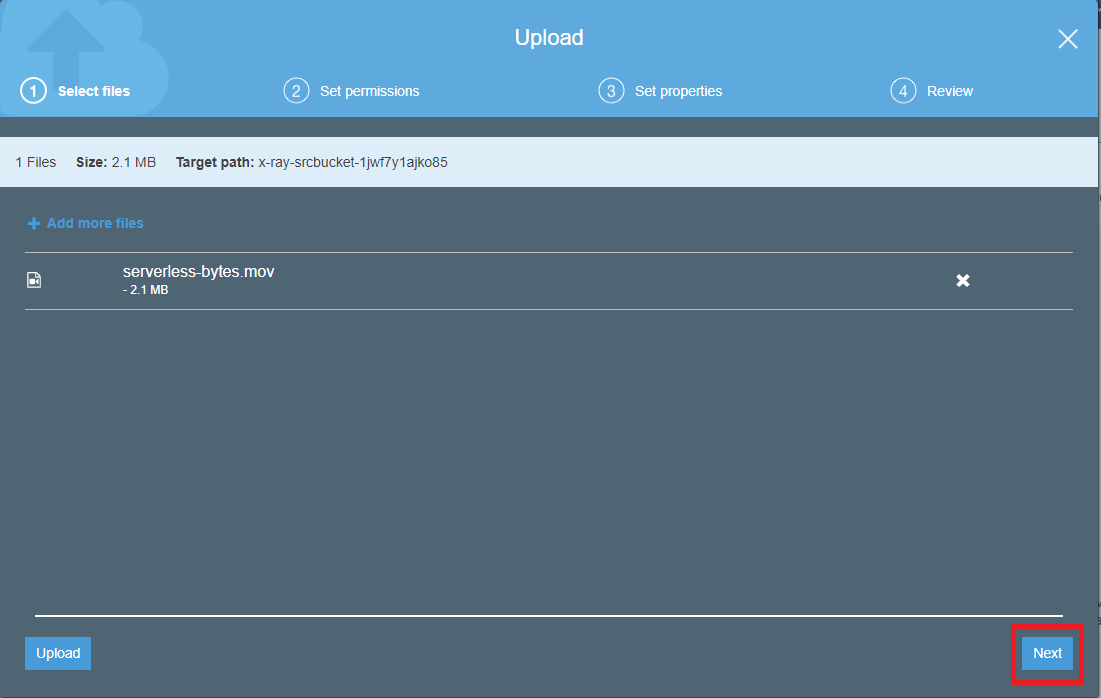 Upload
1 Select files
2 Set permissions
3 Set properties
4 Review
1 Files Size: 2.1 MB Target path: x-ray-srcbucket-1jwf7y1ajko85
Add more files
serverless-bytes.mov
- 2.1 MB
Upload
Next